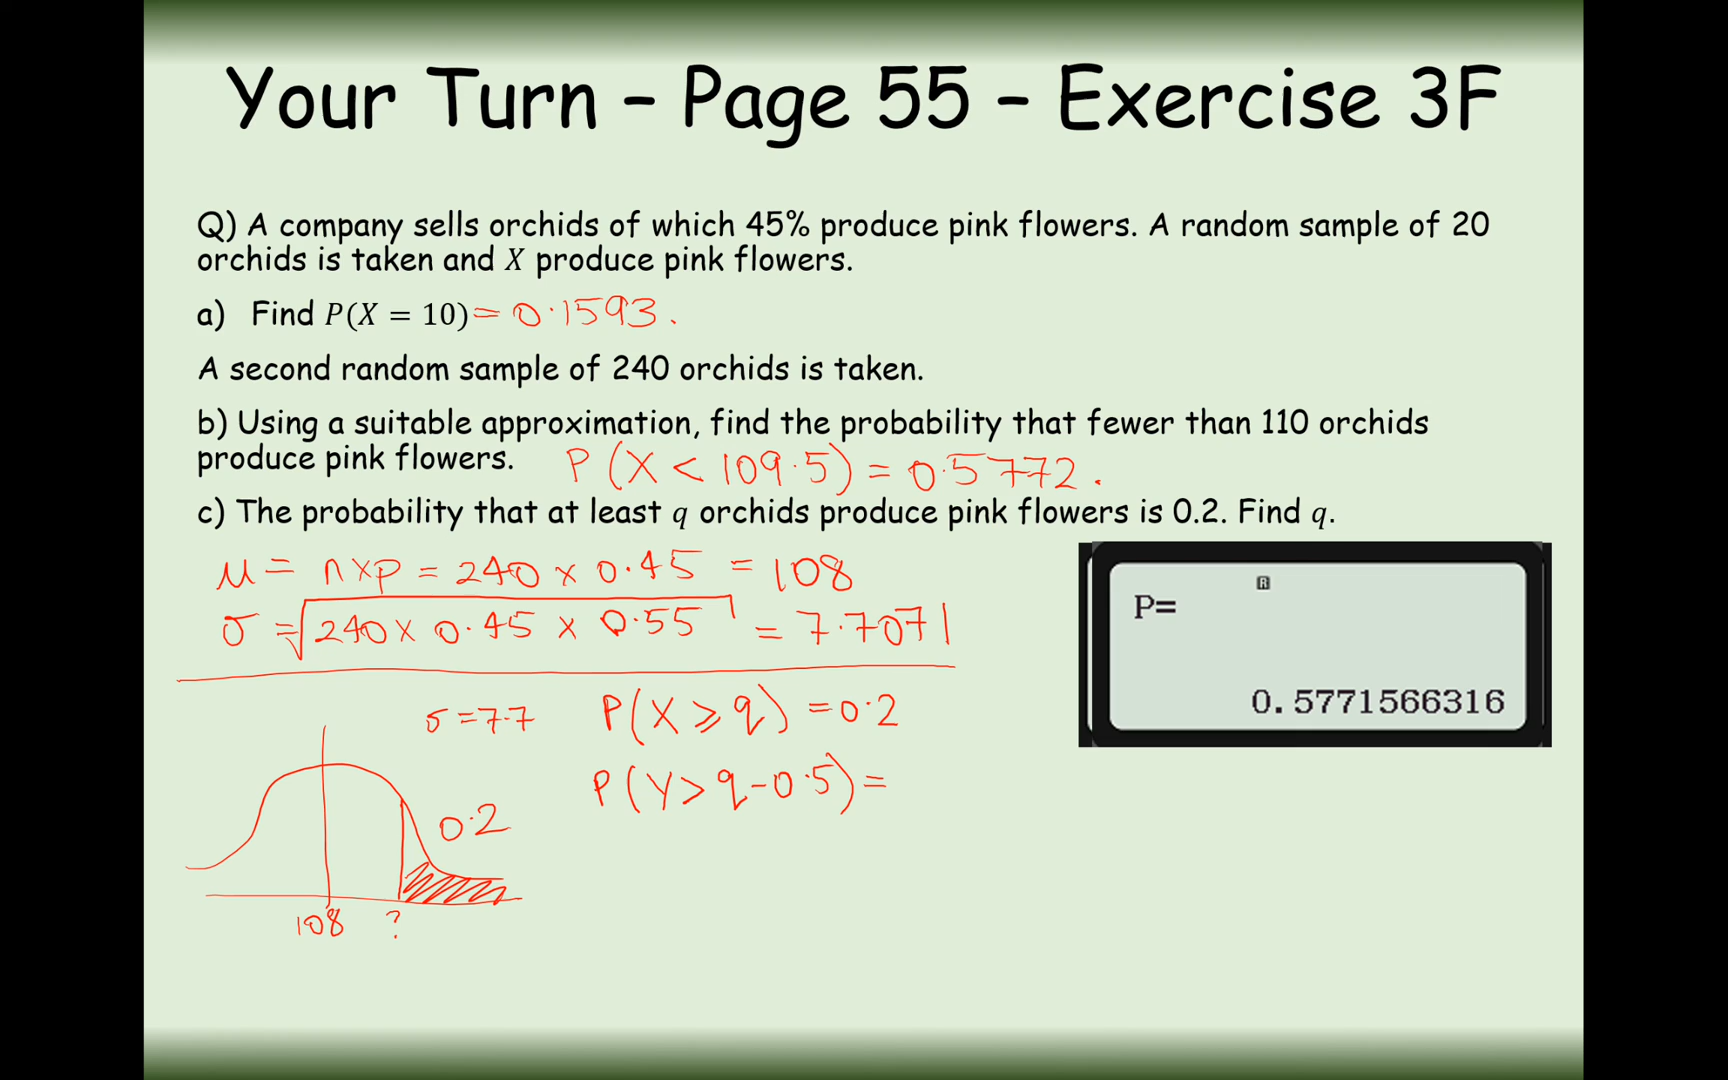 Your Turn – Page 55 – Exercise 3F
Q) A company sells orchids of which 45% produce pink flowers. A random sample of 20
orchids is taken and X produce pink flowers.
a) Find P(X = 10) = 0.1593.
A second random sample of 240 orchids is taken.
b) Using a suitable approximation, find the probability that fewer than 110 orchids
produce pink flowers. P(X < 109.5) = 0.5772.
c) The probability that at least q orchids produce pink flowers is 0.2. Find q.
μ = n×p = 240 × 0.45 = 108
σ = √240 × 0.45 × 0.55 = 7.7071
R
P=
0.5771566316
σ = 7.7 P(X ⩾ q) = 0.2
P(Y > q - 0.5) =
0.2
108 ?